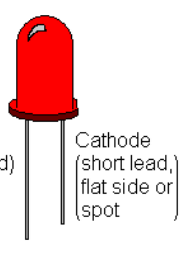 Cathode
d) (short lead,)
flat side or
spot